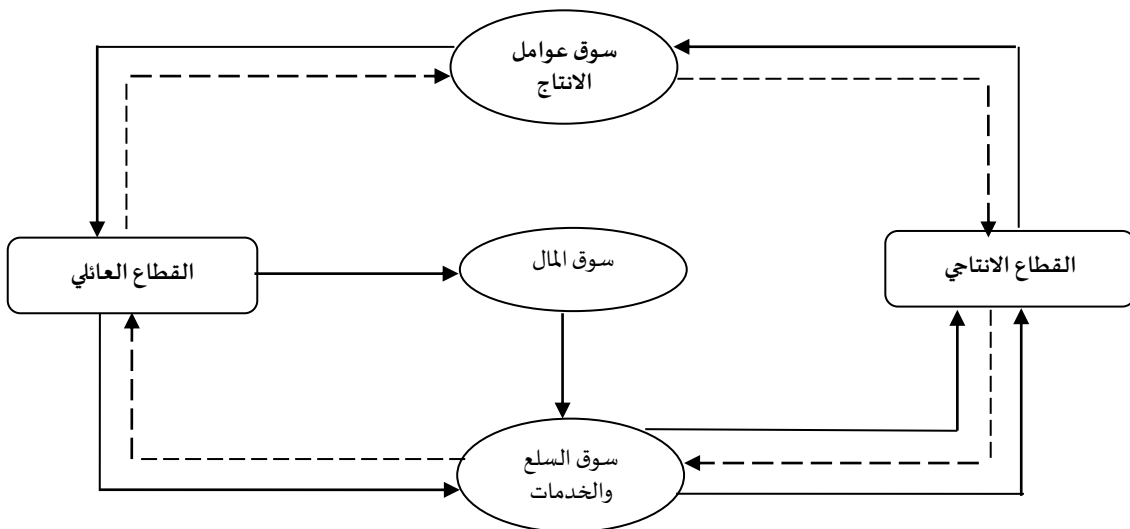 سوق عوامل
الانتاج
القطاع الانتاجي
سوق المال
القطاع العائلي
سوق السلع
والخدمات